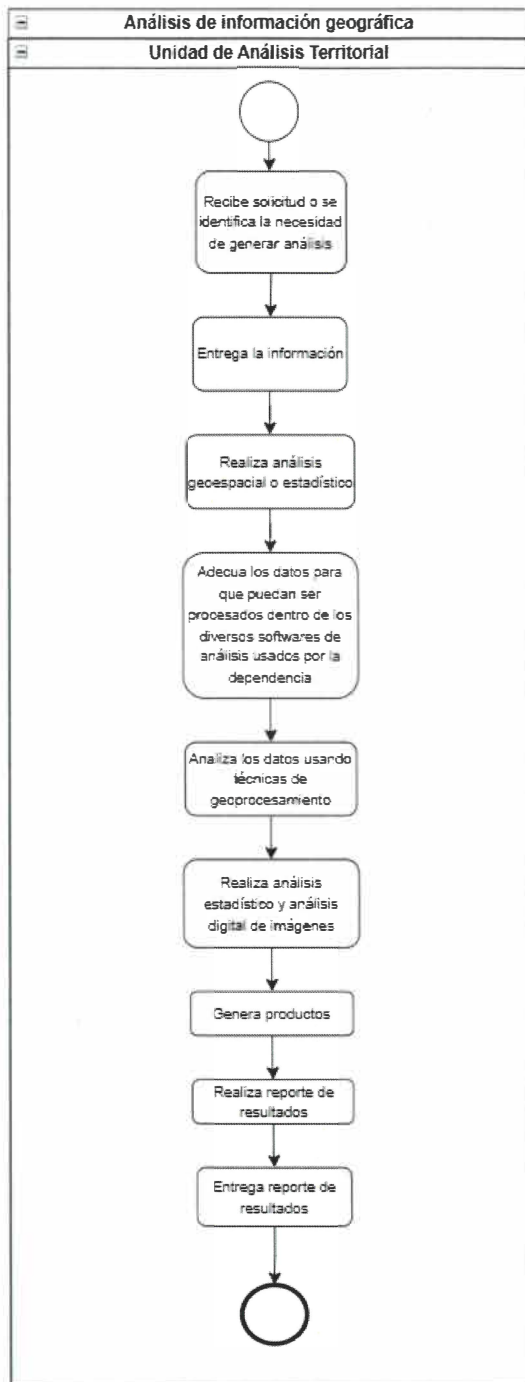 Análisis de información geográfica
Unidad de Análisis Territorial
Recibe solicitud o se
identifica la necesidad
de generar análisis
Entrega la información
Realiza análisis
geoespacial o estadístico
Adecua los datos para
que puedan ser
procesados dentro de los
diversos softwares de
análisis usados por la
dependencia
Analiza los datos usando
técnicas de
geoprocesamiento
Realiza análisis
estadístico y análisis
digital de imágenes
Genera productos
Realiza reporte de
resultados
Entrega reporte de
resultados